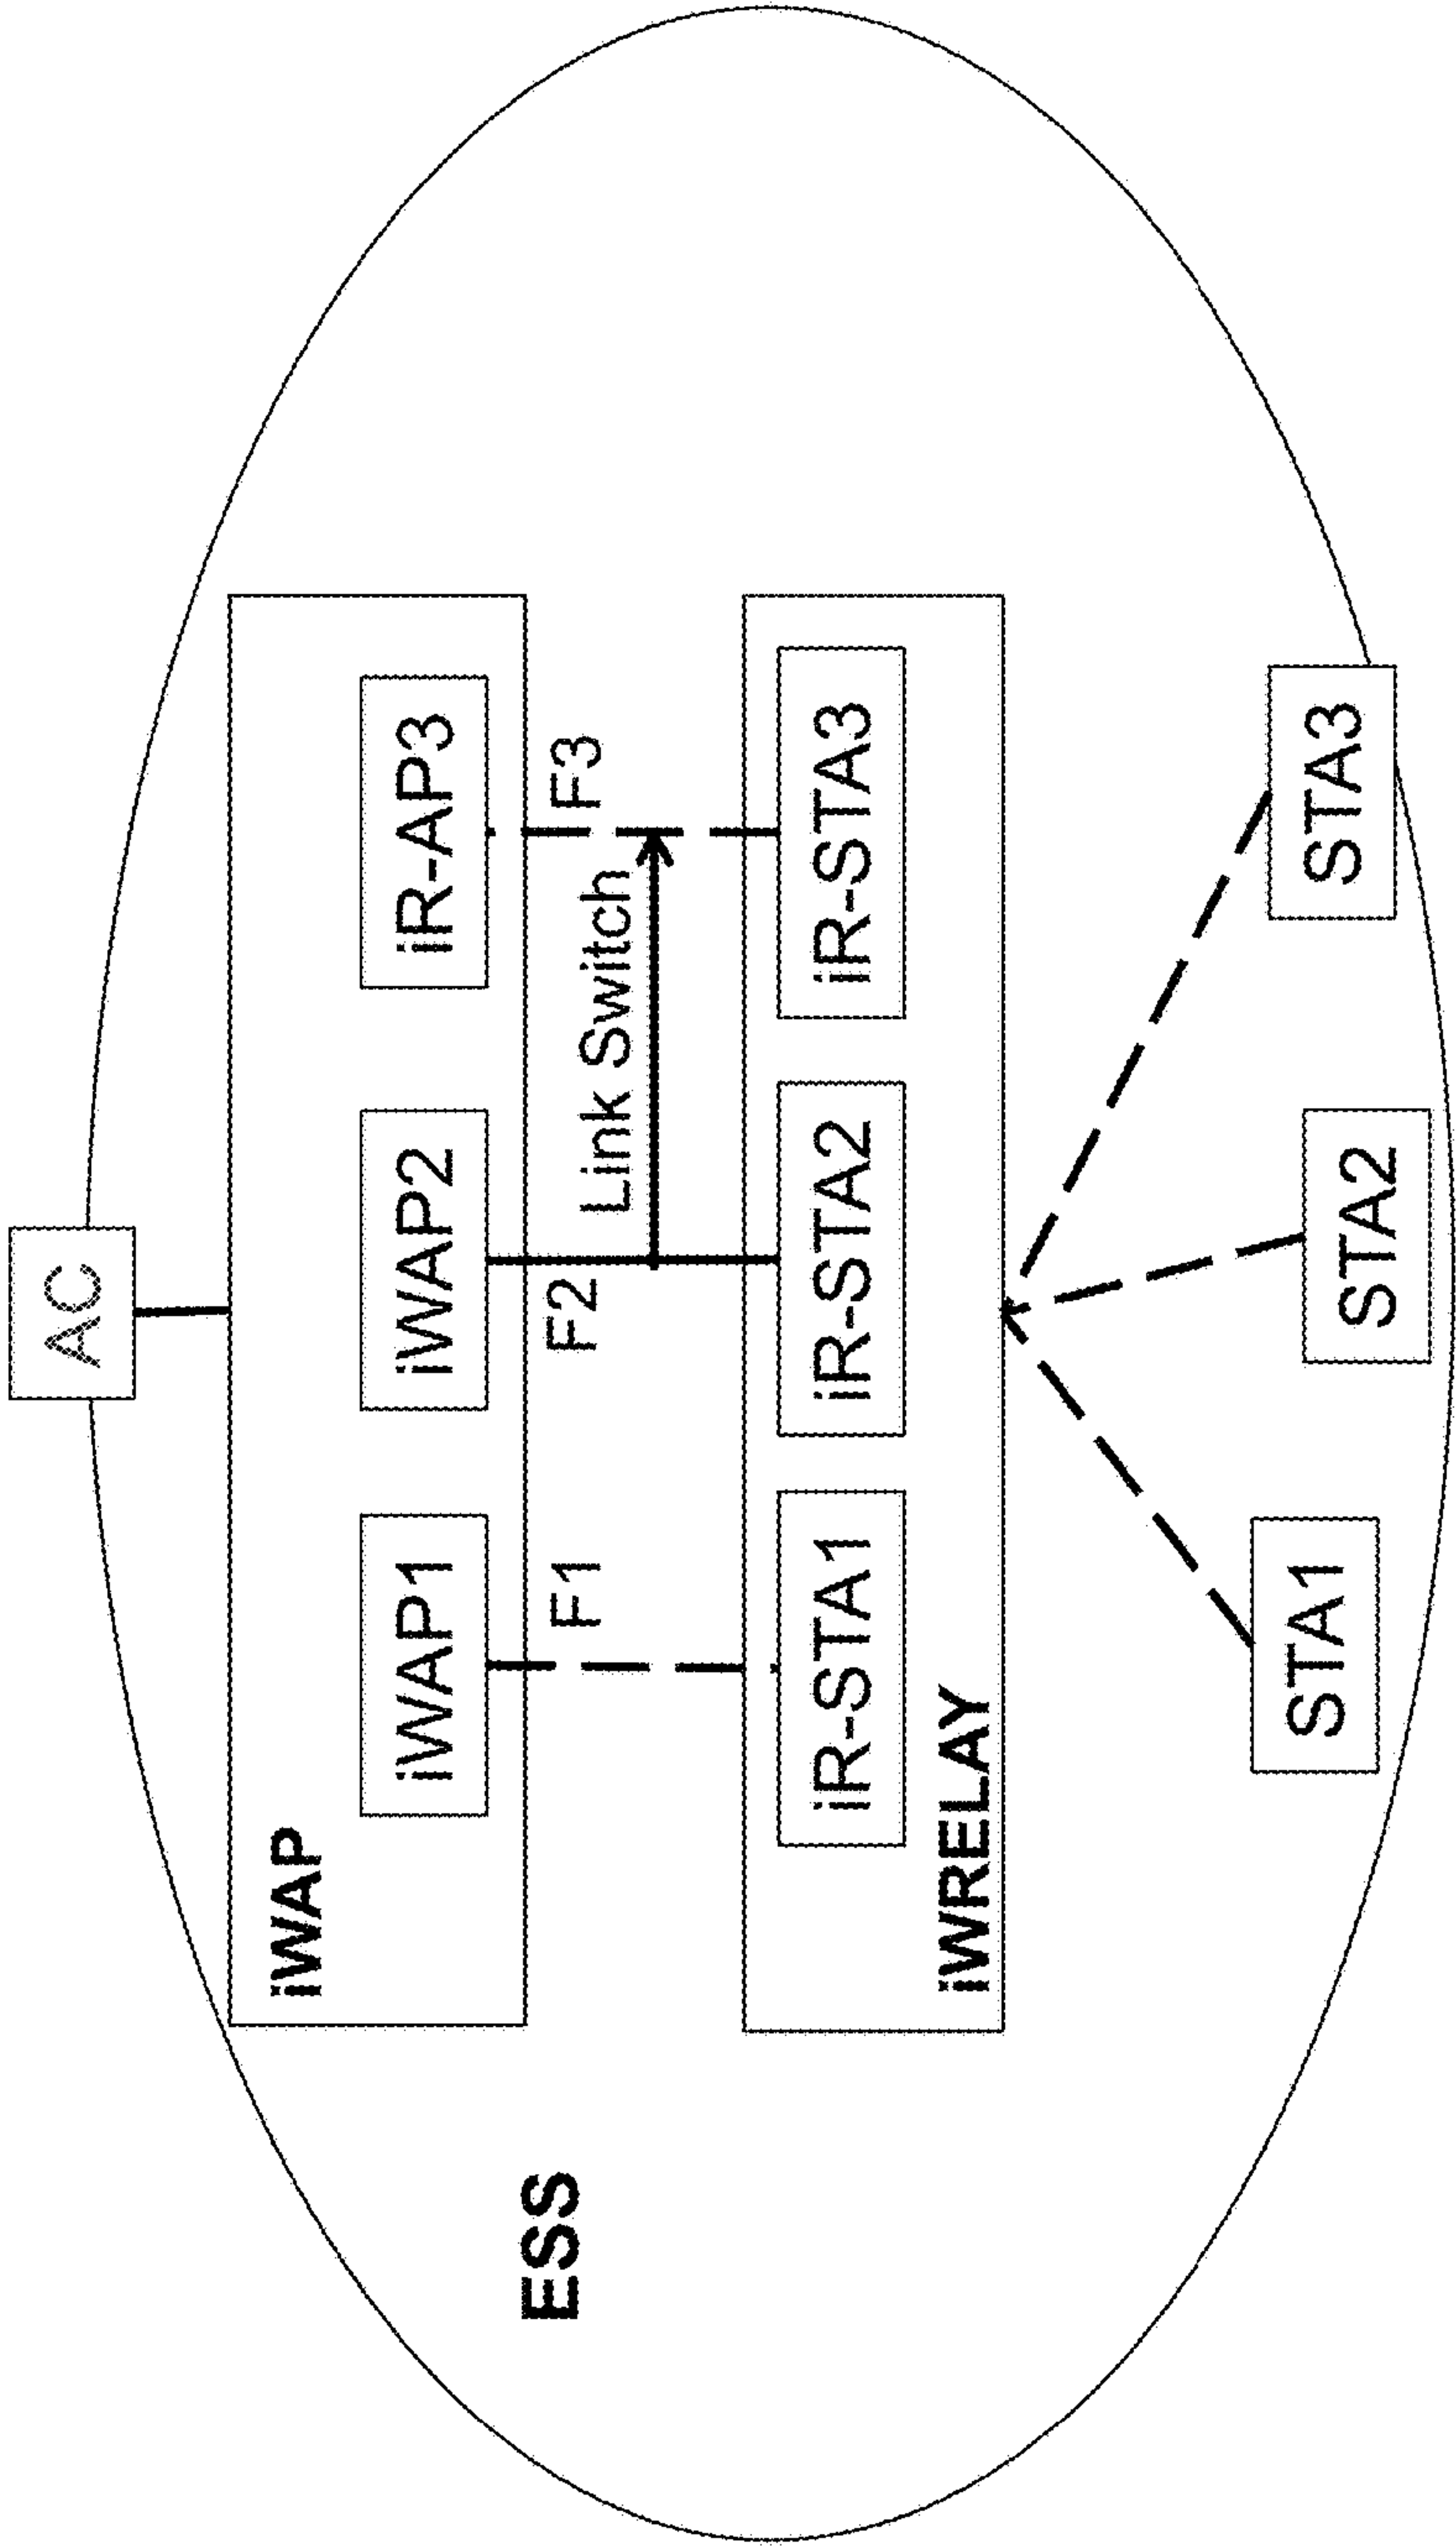 AC
iWAP
iWAP1
iWAP2
iR-AP3
ESS
F1
F2
F3
Link Switch
iR-STA1
iR-STA2
iR-STA3
iWRELAY
STA1
STA2
STA3